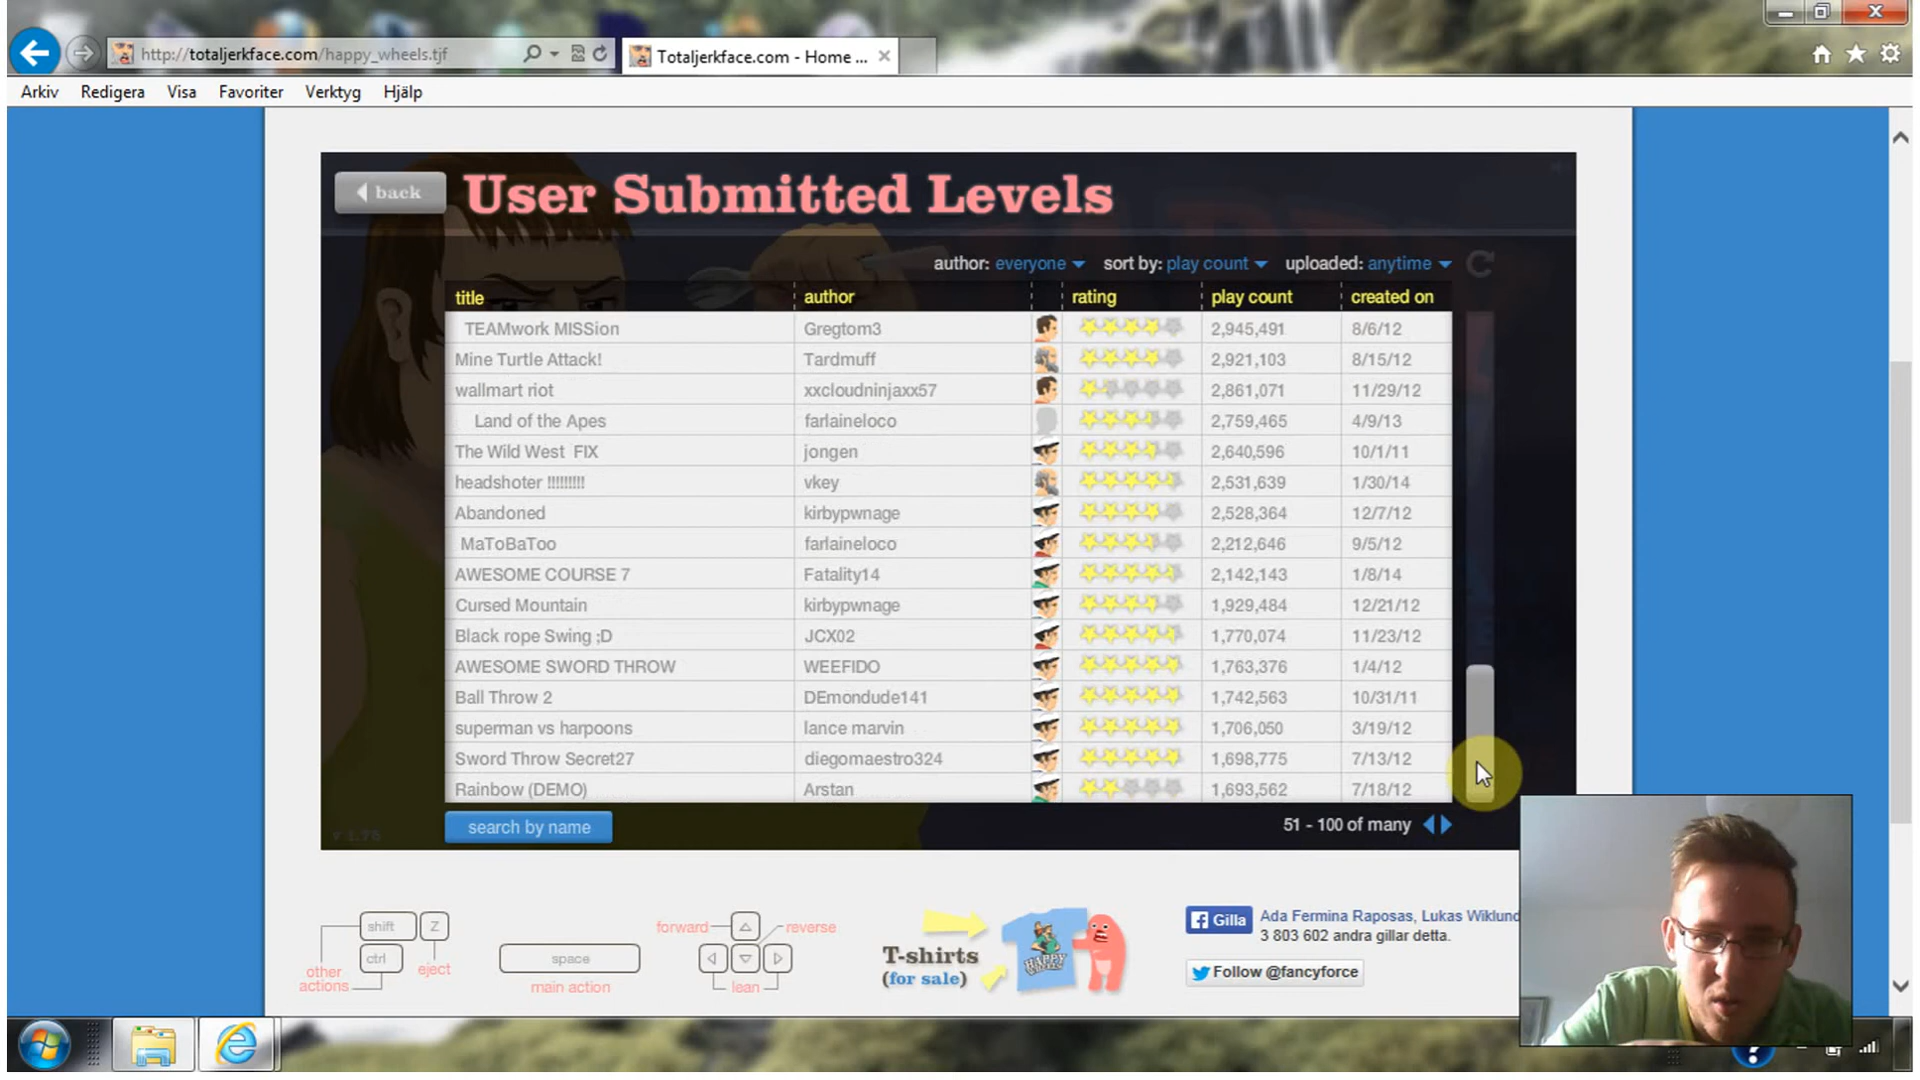 http://totaljerkface.com/happy_wheels.tjf
Totaljerkface.com - Home ...
Arkiv Redigera Visa Favoriter Verktyg Hjälp
back
User Submitted Levels
author: everyone sort by: play count uploaded: anytime
title author rating play count created on
TEAMwork MISSion Gregtom3 2,945,491 8/6/12
Mine Turtle Attack! Tardmuff 2,921,103 8/15/12
wallmart riot xxcloudninjaxx57 2,861,071 11/29/12
Land of the Apes farlaineloco 2,759,465 4/9/13
The Wild West FIX jongen 2,640,596 10/1/11
headshoter !!!!!!!!! vkey 2,531,639 1/30/14
Abandoned kirbypwnage 2,528,364 12/7/12
MaToBaToo farlaineloco 2,212,646 9/5/12
AWESOME COURSE 7 Fatality14 2,142,143 1/8/14
Cursed Mountain kirbypwnage 1,929,484 12/21/12
Black rope Swing ;D JCX02 1,770,074 11/23/12
AWESOME SWORD THROW WEEFIDO 1,763,376 1/4/12
Ball Throw 2 DEmondude141 1,742,563 10/31/11
superman vs harpoons lance marvin 1,706,050 3/19/12
Sword Throw Secret27 diegomaestro324 1,698,775 7/13/12
Rainbow (DEMO) Arstan 1,693,562 7/18/12
search by name
51 - 100 of many
v 1.76
shift Z
ctrl
other actions
eject
space
main action
forward reverse
lean
T-shirts
(for sale)
HAPPY WHEELS
Gilla
Ada Fermina Raposas, Lukas Wiklund
3 803 602 andra gillar detta.
Follow @fancyforce